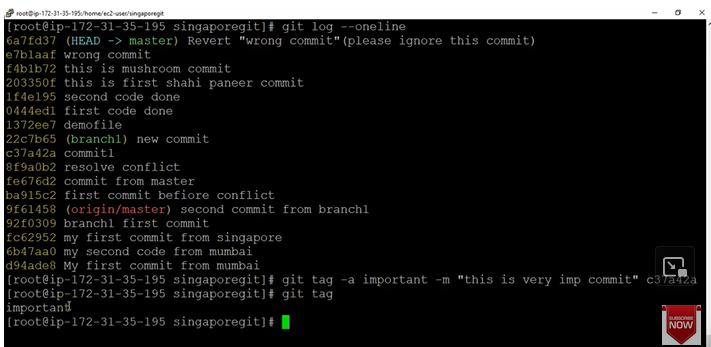 root@ip-172-31-35-195:/home/ec2-user/singaporegit
[root@ip-172-31-35-195 singaporegit]# git log --oneline
6a7fd37 (HEAD -> master) Revert "wrong commit"(please ignore this commit)
e7b1aaf wrong commit
f4b1b72 this is mushroom commit
203350f this is first shahi paneer commit
1f4e195 second code done
0444ed1 first code done
1372ee7 demofile
22c7b65 (branch1) new commit
c37a42a commit1
8f9a0b2 resolve conflict
fe676d2 commit from master
ba915c2 first commit befiore conflict
9f61458 (origin/master) second commit from branch1
92f0309 branch1 first commit
fc62952 my first commit from singapore
6b47aa0 my second code from mumbai
d94ade8 My first commit from mumbai
[root@ip-172-31-35-195 singaporegit]# git tag -a important -m "this is very imp commit" c37a42a
[root@ip-172-31-35-195 singaporegit]# git tag
important
[root@ip-172-31-35-195 singaporegit]#
SUBSCRIBE
NOW